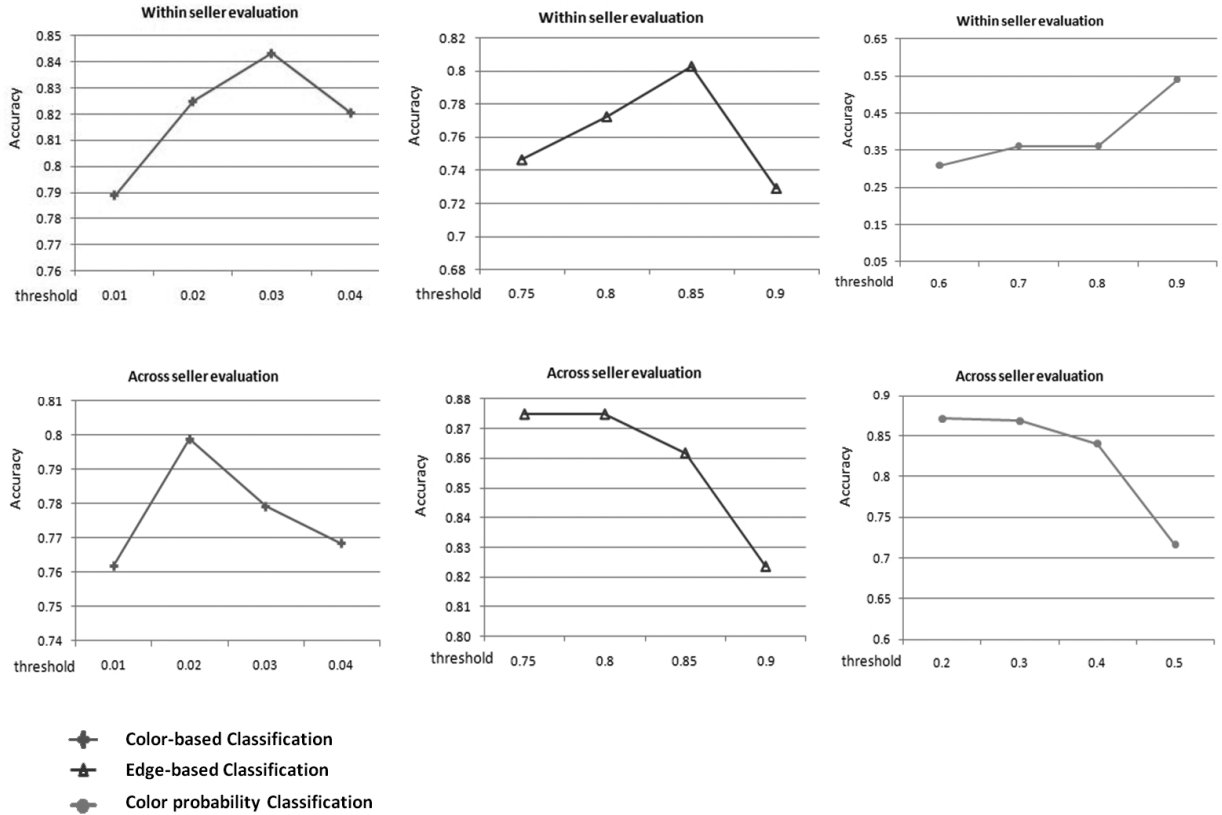 Within seller evaluation
Accuracy
0.85
0.84
0.83
0.82
0.81
0.8
0.79
0.78
0.77
0.76
threshold 0.01 0.02 0.03 0.04
Within seller evaluation
Accuracy
0.82
0.8
0.78
0.76
0.74
0.72
0.7
0.68
threshold 0.75 0.8 0.85 0.9
Within seller evaluation
Accuracy
0.65
0.55
0.45
0.35
0.25
0.15
0.05
threshold 0.6 0.7 0.8 0.9
Across seller evaluation
Accuracy
0.81
0.8
0.79
0.78
0.77
0.76
0.75
0.74
threshold 0.01 0.02 0.03 0.04
Across seller evaluation
Accuracy
0.88
0.87
0.86
0.85
0.84
0.83
0.82
0.81
0.80
threshold 0.75 0.8 0.85 0.9
Across seller evaluation
Accuracy
0.9
0.85
0.8
0.75
0.7
0.65
0.6
threshold 0.2 0.3 0.4 0.5
Color-based Classification
Edge-based Classification
Color probability Classification